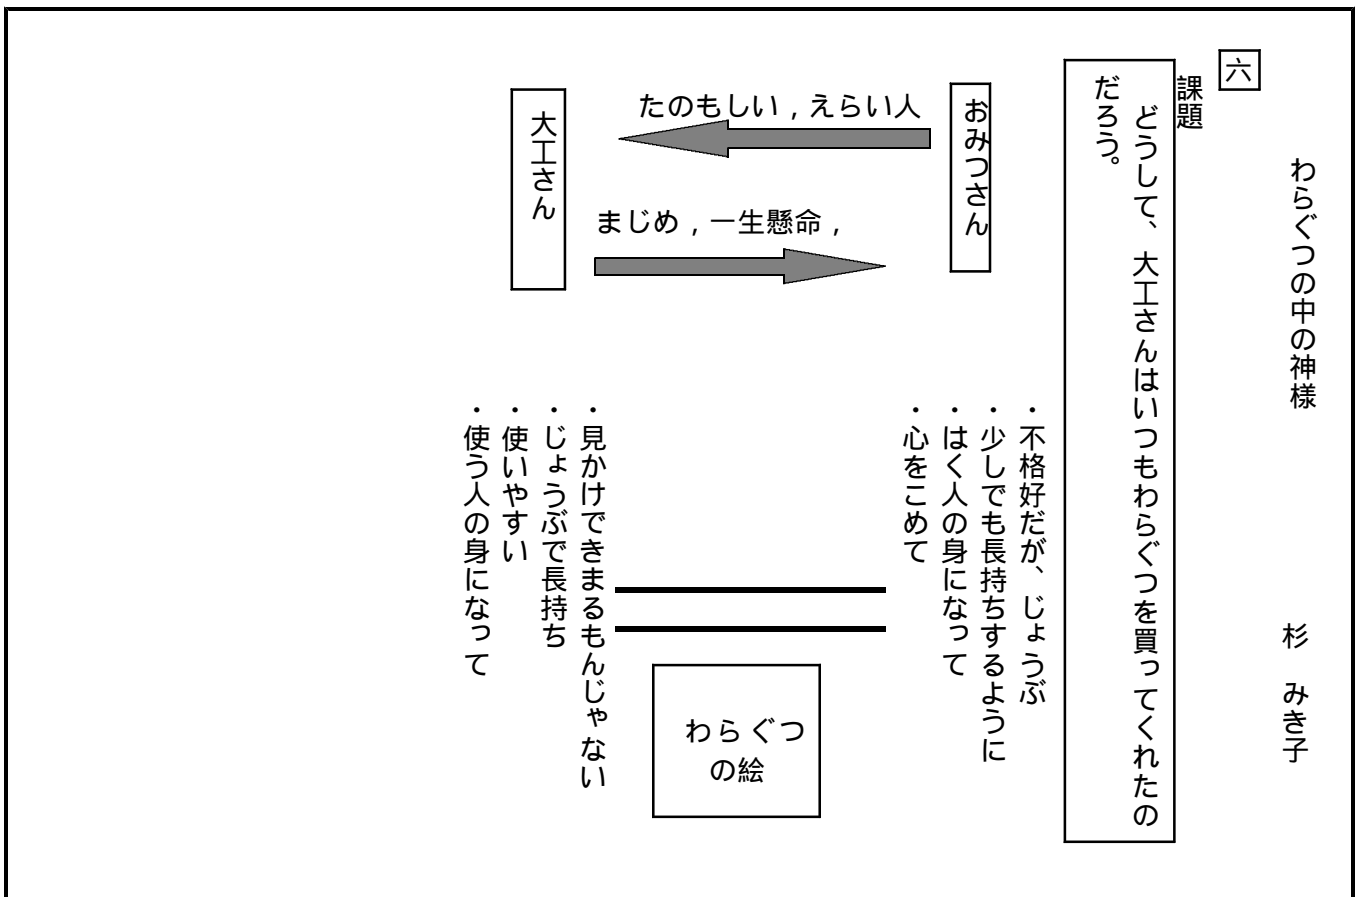 わらぐつの中の神様
杉 みき子
六
課題
どうして、大工さんはいつもわらぐつを買ってくれたの
だろう。
おみつさん
たのもしい，えらい人
まじめ，一生懸命，
大工さん
・不格好だが、じょうぶ
・少しでも長持ちするように
・はく人の身になって
・心をこめて
わらぐつ
の絵
・見かけできまるもんじゃない
・じょうぶで長持ち
・使いやすい
・使う人の身になって